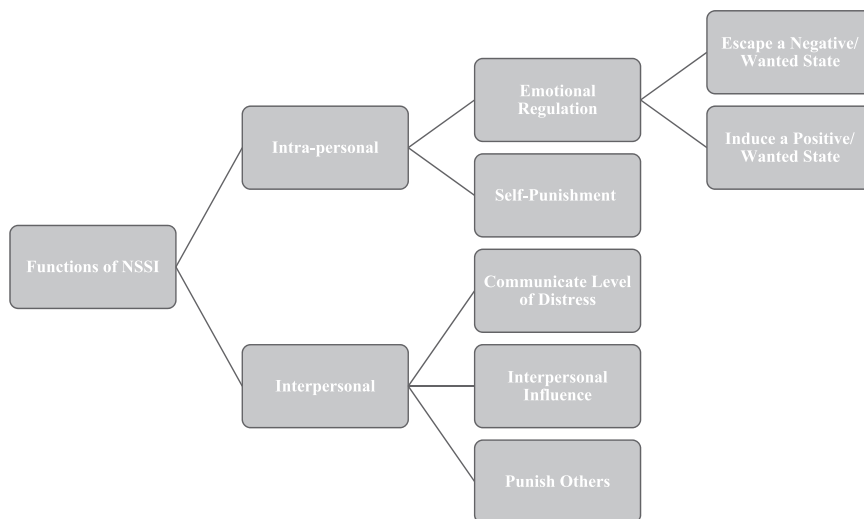 Escape a Negative/
Wanted State
Emotional
Regulation
Induce a Positive/
Wanted State
Intra-personal
Self-Punishment
Functions of NSSI
Communicate Level
of Distress
Interpersonal
Interpersonal
Influence
Punish Others